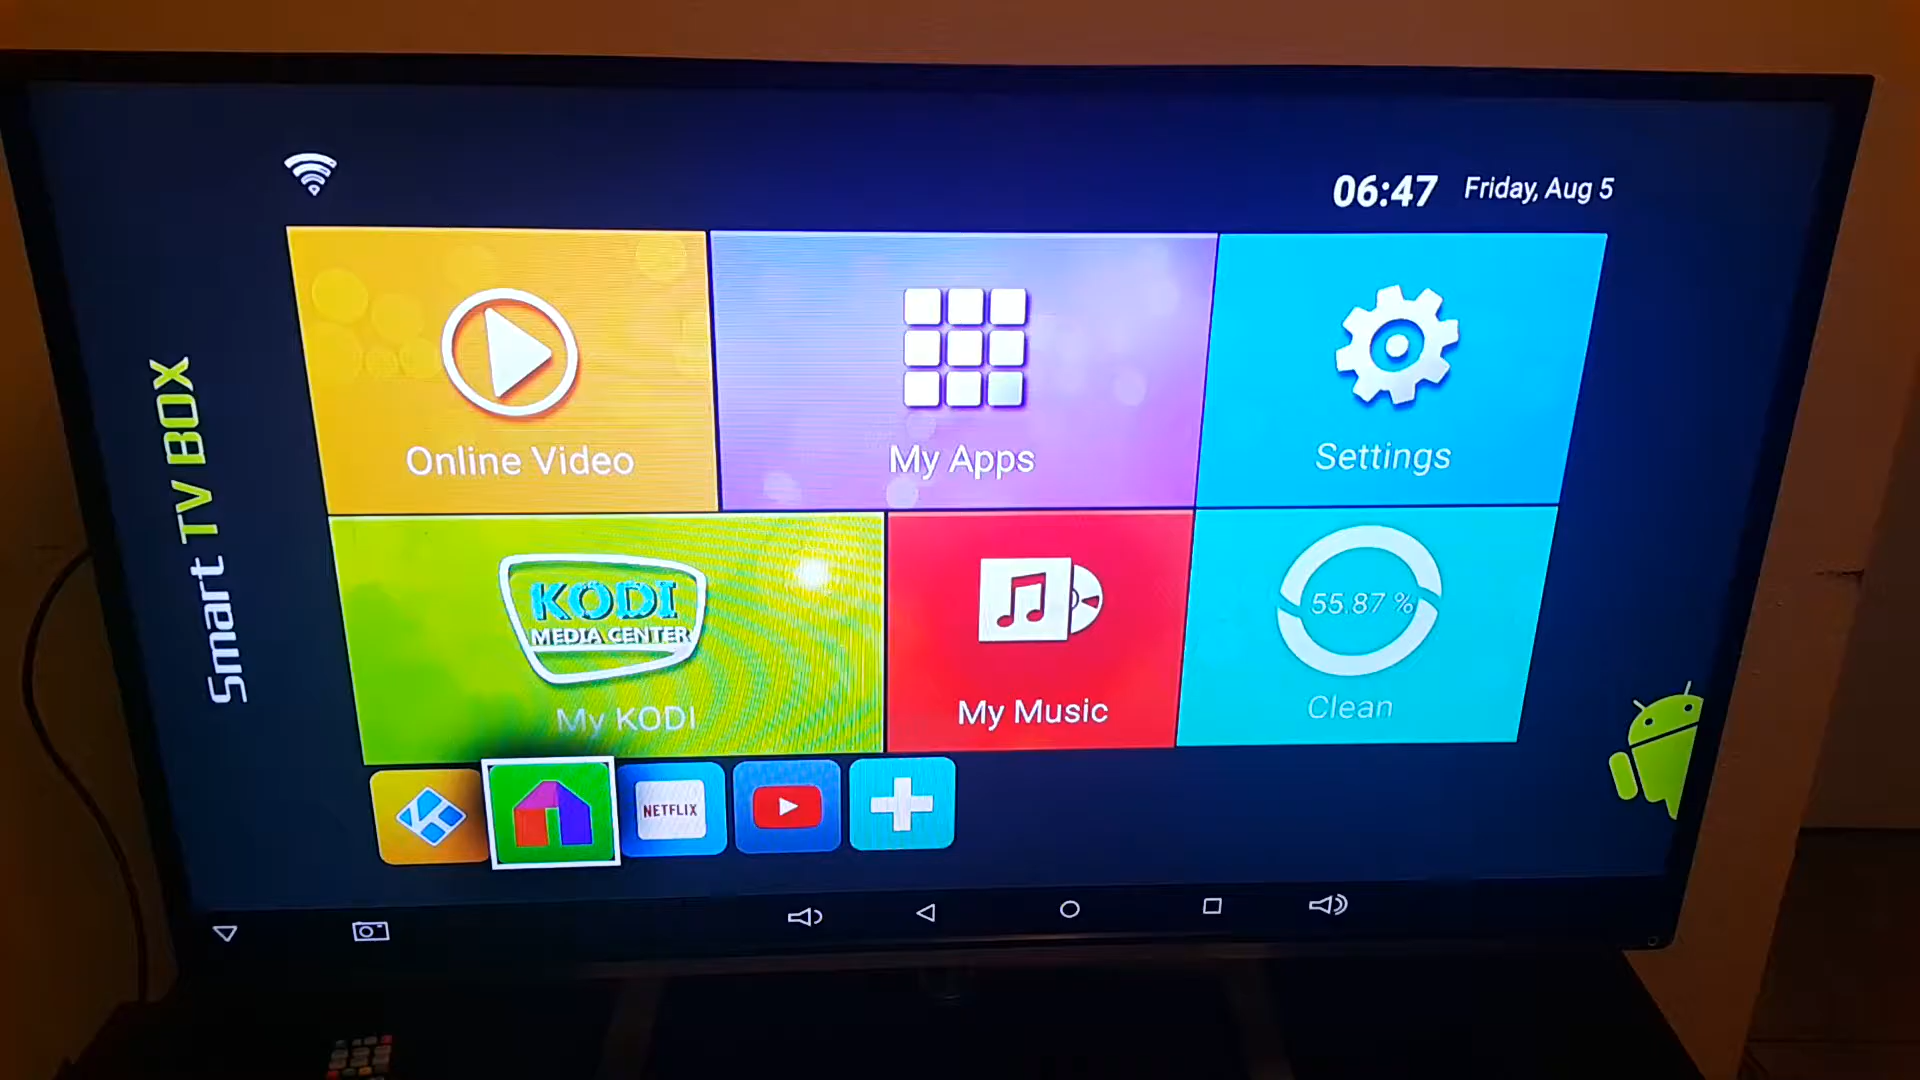 06:47 Friday, Aug 5
Smart TV BOX
Online Video
My Apps
Settings
KODI
MEDIA CENTER
My KODI
My Music
55.87 %
Clean
NETFLIX